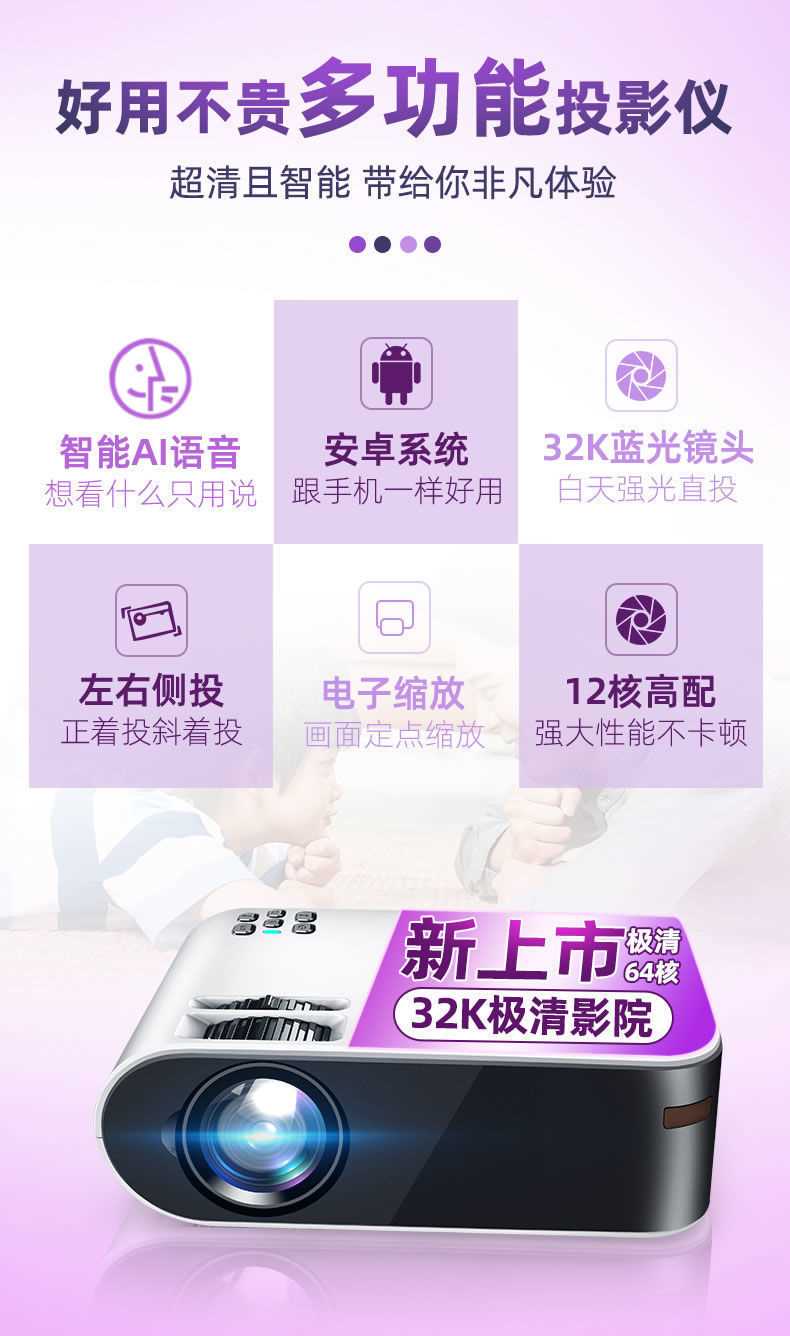 好用不贵多功能投影仪
超清且智能 带给你非凡体验
智能AI语音
想看什么只用说
安卓系统
跟手机一样好用
32K蓝光镜头
白天强光直投
左右侧投
正着投斜着投
电子缩放
画面定点缩放
12核高配
强大性能不卡顿
新上市
极清
64核
32K极清影院